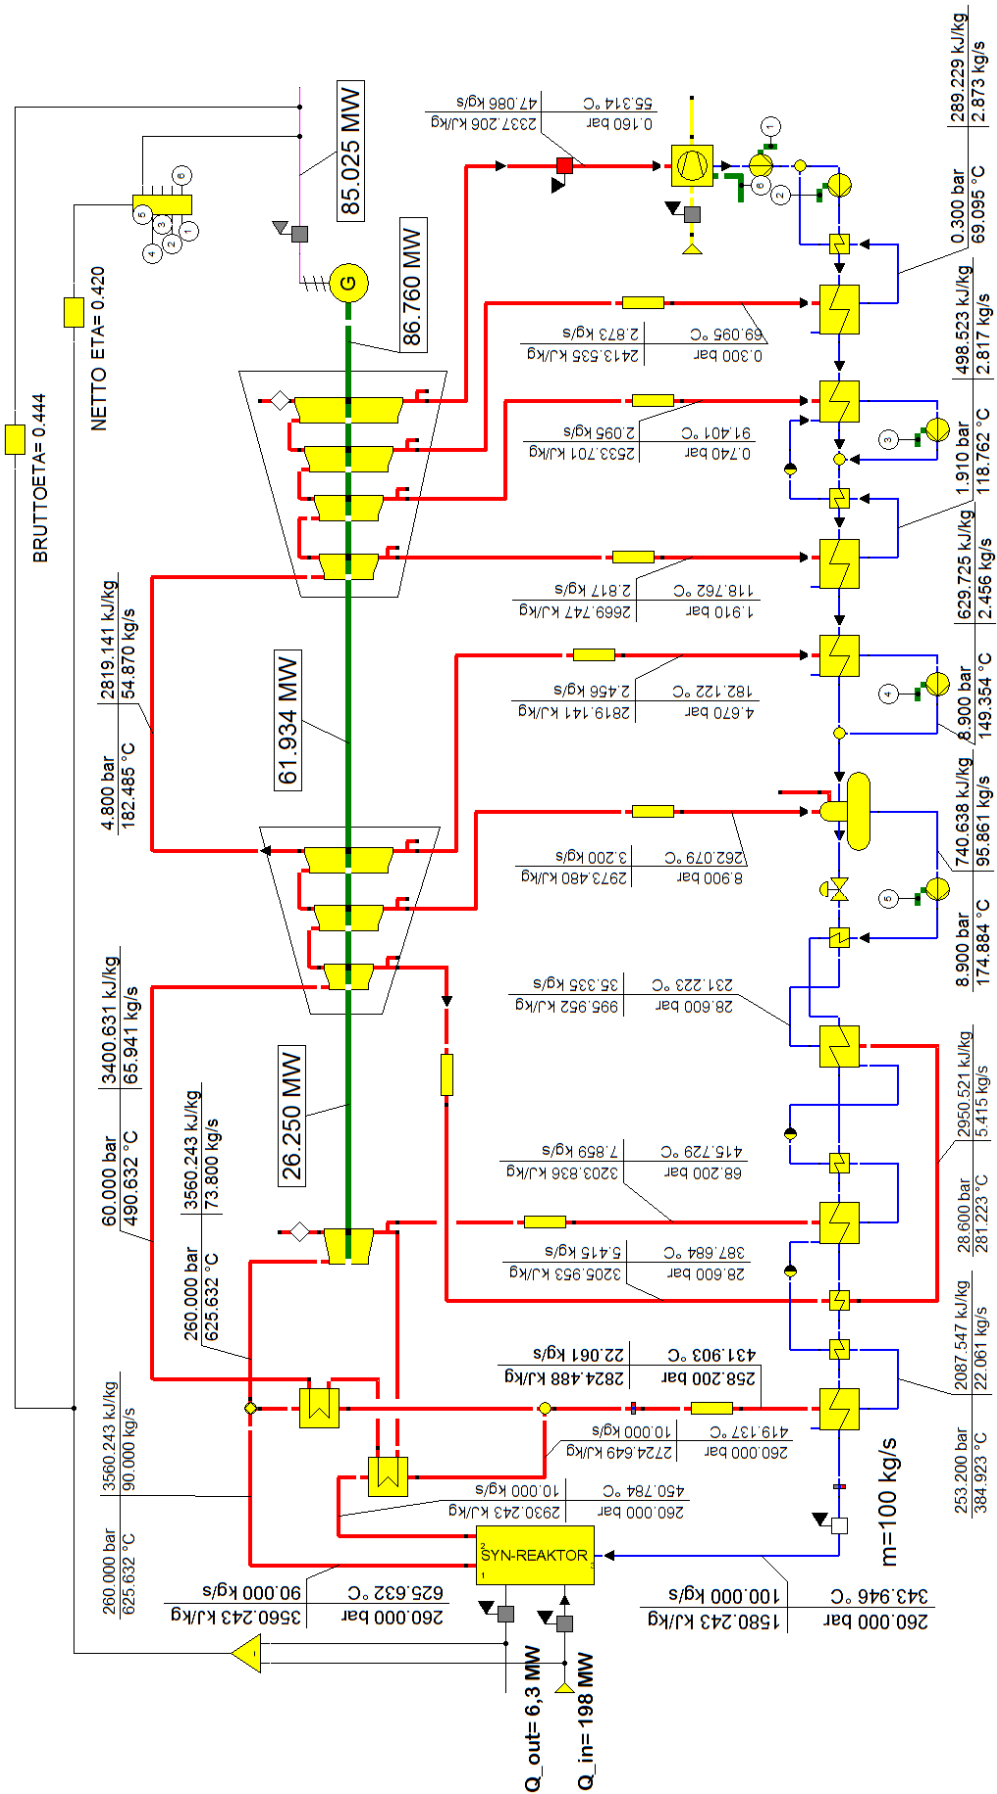 BRUTTOETA= 0.444
NETTO ETA= 0.420
5
4
3
2
1
6
85.025 MW
G
86.760 MW
61.934 MW
26.250 MW
4.800 bar
2819.141 kJ/kg
182.485 °C
54.870 kg/s
60.000 bar
3400.631 kJ/kg
490.632 °C
65.941 kg/s
260.000 bar
3560.243 kJ/kg
625.632 °C
73.800 kg/s
260.000 bar
3560.243 kJ/kg
625.632 °C
90.000 kg/s
0.160 bar
2337.206 kJ/kg
55.314 °C
47.086 kg/s
0.300 bar
2413.535 kJ/kg
69.095 °C
2.873 kg/s
0.740 bar
2533.701 kJ/kg
91.401 °C
2.095 kg/s
1.910 bar
2669.747 kJ/kg
118.762 °C
2.817 kg/s
4.670 bar
2819.141 kJ/kg
182.122 °C
2.456 kg/s
8.900 bar
2973.480 kJ/kg
262.079 °C
3.200 kg/s
28.600 bar
995.952 kJ/kg
231.223 °C
35.335 kg/s
68.200 bar
3203.836 kJ/kg
415.729 °C
7.859 kg/s
28.600 bar
3205.953 kJ/kg
387.684 °C
5.415 kg/s
258.200 bar
2824.488 kJ/kg
431.903 °C
22.061 kg/s
260.000 bar
2724.649 kJ/kg
419.137 °C
10.000 kg/s
260.000 bar
2930.243 kJ/kg
450.784 °C
10.000 kg/s
260.000 bar
3560.243 kJ/kg
625.632 °C
90.000 kg/s
260.000 bar
1580.243 kJ/kg
343.946 °C
100.000 kg/s
SYN-REAKTOR
1
2
3
Q_out= 6,3 MW
Q_in= 198 MW
m=100 kg/s
1
6
2
3
4
5
0.300 bar
289.229 kJ/kg
69.095 °C
2.873 kg/s
1.910 bar
498.523 kJ/kg
118.762 °C
2.817 kg/s
8.900 bar
629.725 kJ/kg
149.354 °C
2.456 kg/s
8.900 bar
740.638 kJ/kg
174.884 °C
95.861 kg/s
28.600 bar
2950.521 kJ/kg
281.223 °C
5.415 kg/s
253.200 bar
2087.547 kJ/kg
384.923 °C
22.061 kg/s